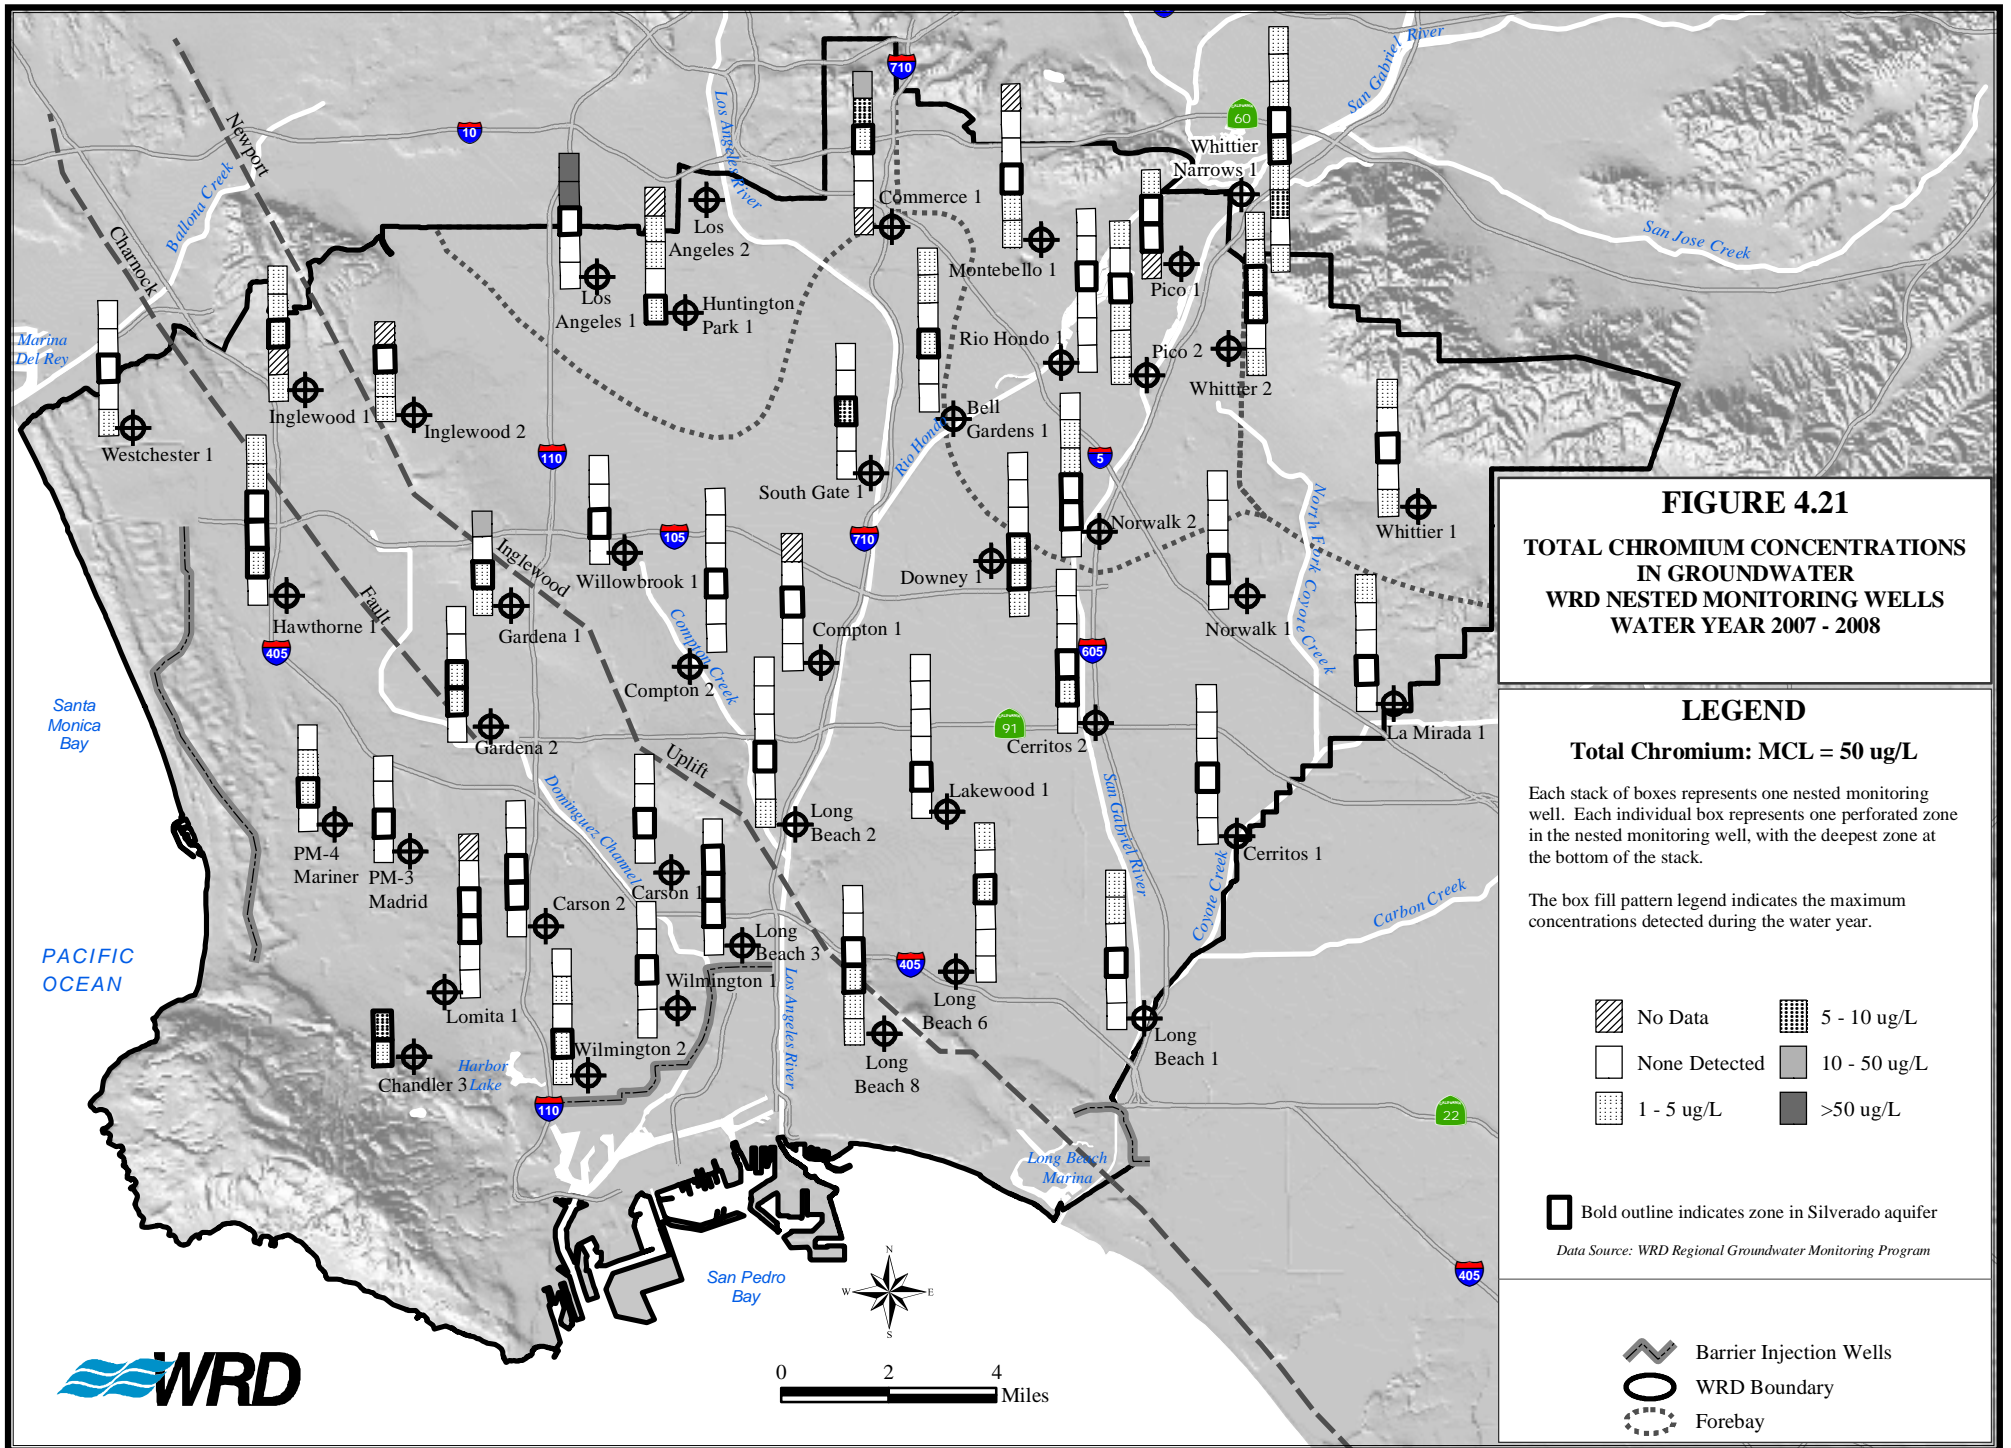 710
10
60
San Gabriel River
Los Angeles River
Newport
Ballona Creek
Charnock
Whittier
Narrows 1
Commerce 1
Los
Angeles 2
Montebello 1
Pico 1
San Jose Creek
Los
Angeles 1
Huntington
Park 1
Marina
Del Rey
Rio Hondo 1
Pico 2
Whittier 2
Inglewood 1
Inglewood 2
Westchester 1
Bell
Gardens 1
Rio Hondo
110
5
South Gate 1
Whittier 1
North Fork Coyote Creek
Norwalk 2
105
710
Inglewood
Willowbrook 1
Downey 1
Fault
Hawthorne 1
405
Gardena 1
Compton Creek
Compton 1
Norwalk 1
605
Compton 2
Santa
Monica
Bay
Gardena 2
Uplift
91
Cerritos 2
La Mirada 1
Dominguez Channel
San Gabriel River
Lakewood 1
Long
Beach 2
PM-4
Mariner
PM-3
Madrid
Carson 1
Cerritos 1
Carson 2
Coyote Creek
Carbon Creek
PACIFIC
OCEAN
Long
Beach 3
405
Wilmington 1
Los Angeles River
Lomita 1
Long
Beach 6
Long
Beach 1
Wilmington 2
Harbor
Lake
Chandler 3
Long
Beach 8
110
22
Long Beach
Marina
San Pedro
Bay
405
N
W
E
S
0 2 4
Miles
WRD
FIGURE 4.21
TOTAL CHROMIUM CONCENTRATIONS
IN GROUNDWATER
WRD NESTED MONITORING WELLS
WATER YEAR 2007 - 2008
LEGEND
Total Chromium: MCL = 50 ug/L
Each stack of boxes represents one nested monitoring
well. Each individual box represents one perforated zone
in the nested monitoring well, with the deepest zone at
the bottom of the stack.
The box fill pattern legend indicates the maximum
concentrations detected during the water year.
No Data
5 - 10 ug/L
None Detected
10 - 50 ug/L
1 - 5 ug/L
>50 ug/L
Bold outline indicates zone in Silverado aquifer
Data Source: WRD Regional Groundwater Monitoring Program
Barrier Injection Wells
WRD Boundary
Forebay